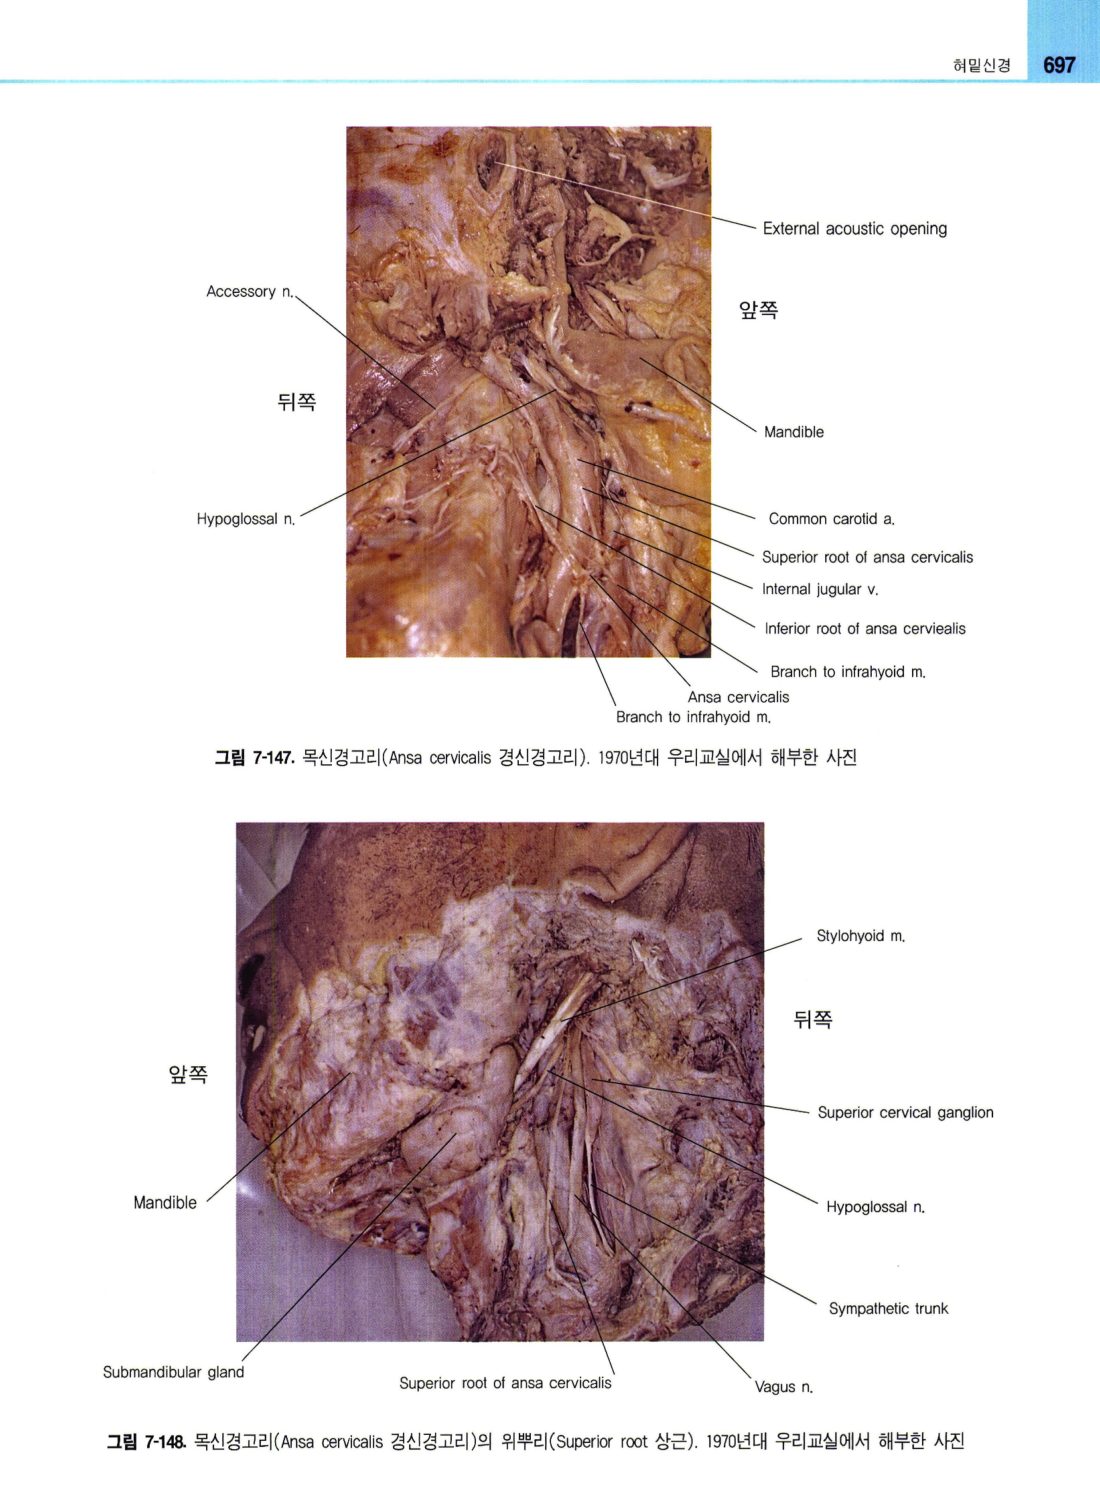 혀밑신경 697
External acoustic opening
Accessory n.
앞쪽
뒤쪽
Mandible
Hypoglossal n.
Common carotid a.
Superior root of ansa cervicalis
Internal jugular v.
Inferior root of ansa cerviealis
Branch to infrahyoid m.
Ansa cervicalis
Branch to infrahyoid m.
그림 7-147. 목신경고리(Ansa cervicalis 경신경고리). 1970년대 우리교실에서 해부한 사진
Stylohyoid m.
뒤쪽
앞쪽
Superior cervical ganglion
Mandible
Hypoglossal n.
Sympathetic trunk
Submandibular gland
Superior root of ansa cervicalis
Vagus n.
그림 7-148. 목신경고리(Ansa cervicalis 경신경고리)의 위뿌리(Superior root 상근). 1970년대 우리교실에서 해부한 사진